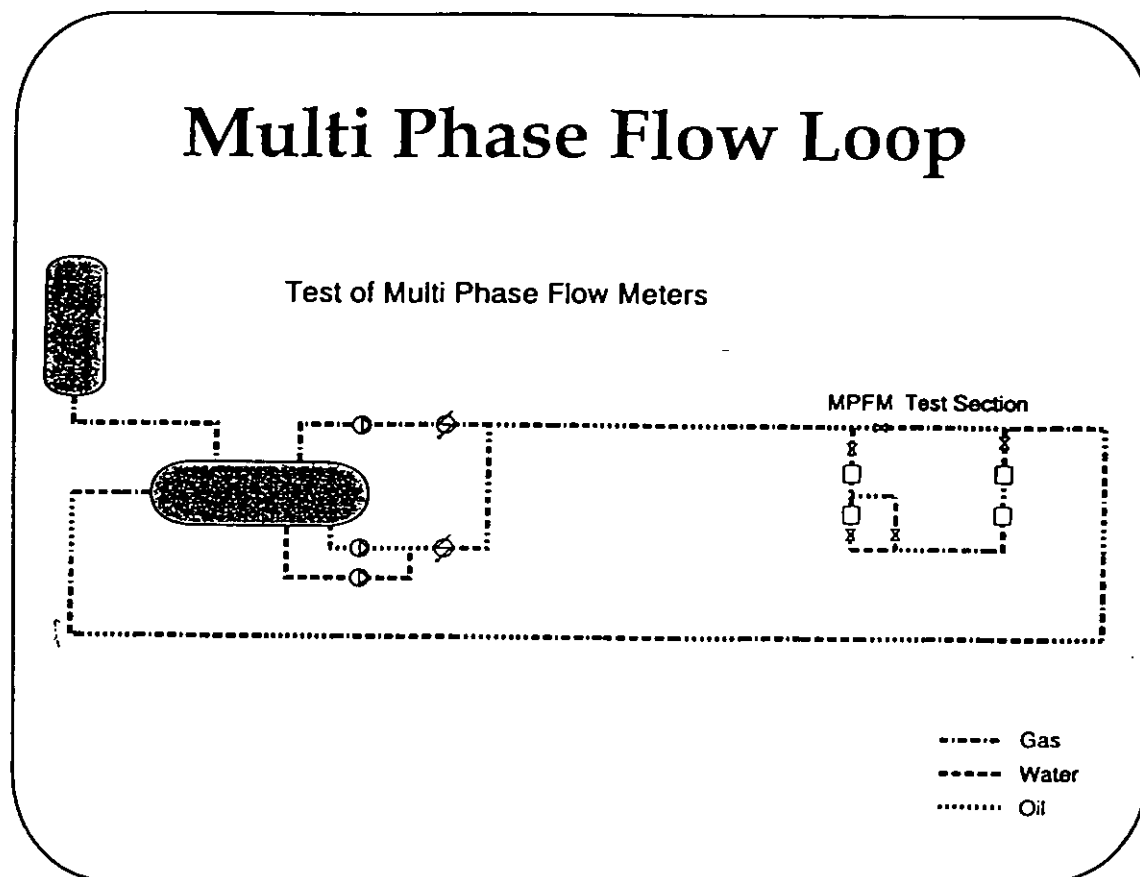 Multi Phase Flow Loop
Test of Multi Phase Flow Meters
MPFM Test Section
Gas
Water
Oil